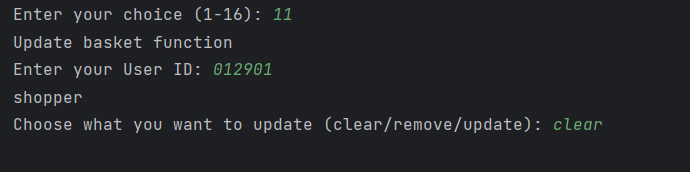 Enter your choice (1-16): 11
Update basket function
Enter your User ID: 012901
shopper
Choose what you want to update (clear/remove/update): clear